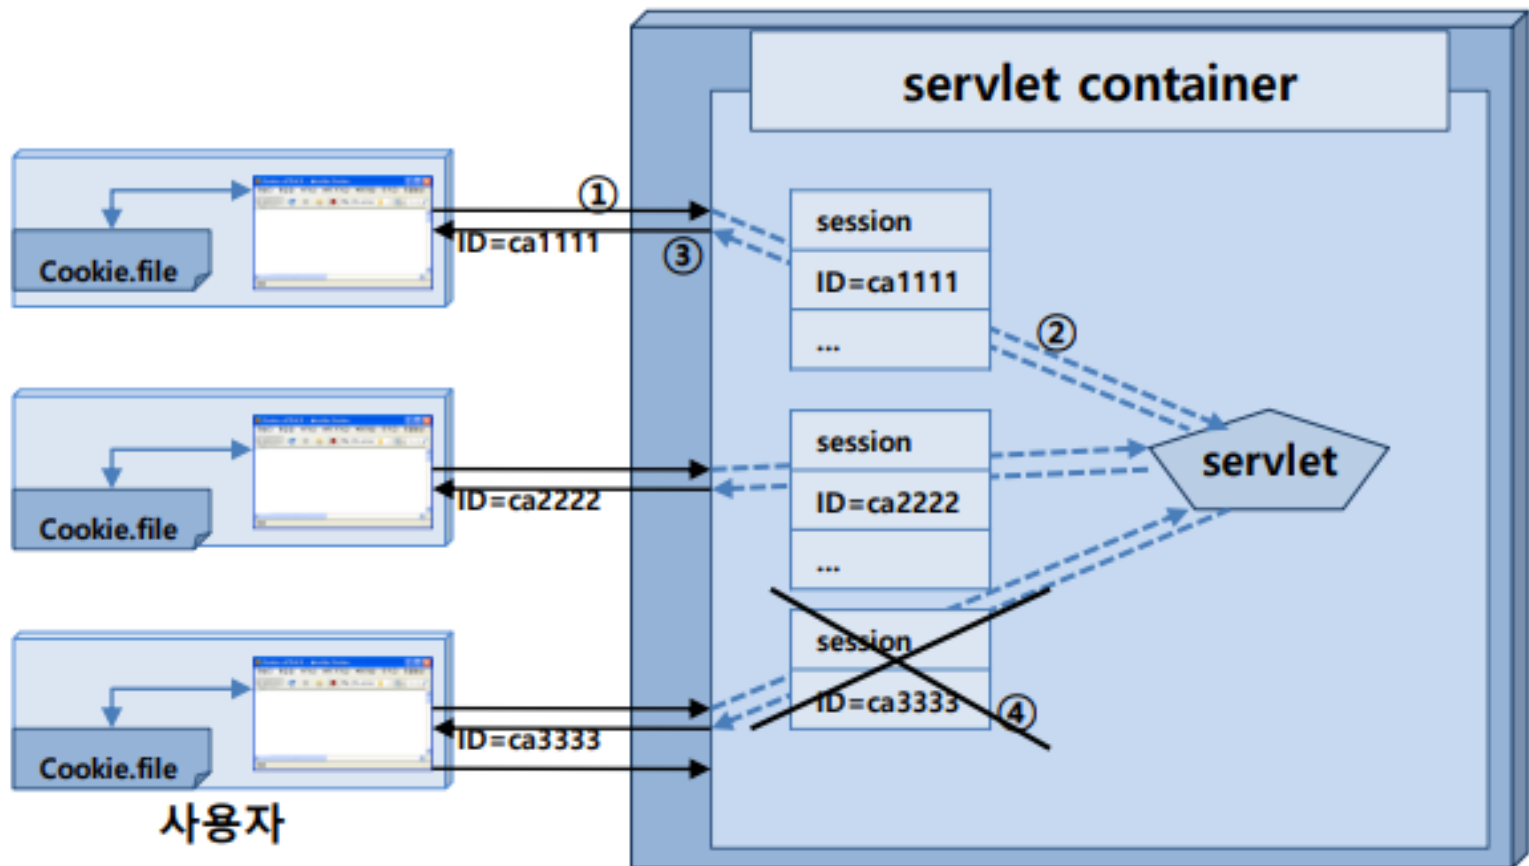 servlet container
①
ID=ca1111
③
Cookie.file
session
ID=ca1111
...
②
ID=ca2222
Cookie.file
session
ID=ca2222
...
servlet
ID=ca3333
Cookie.file
session
ID=ca3333
④
사용자